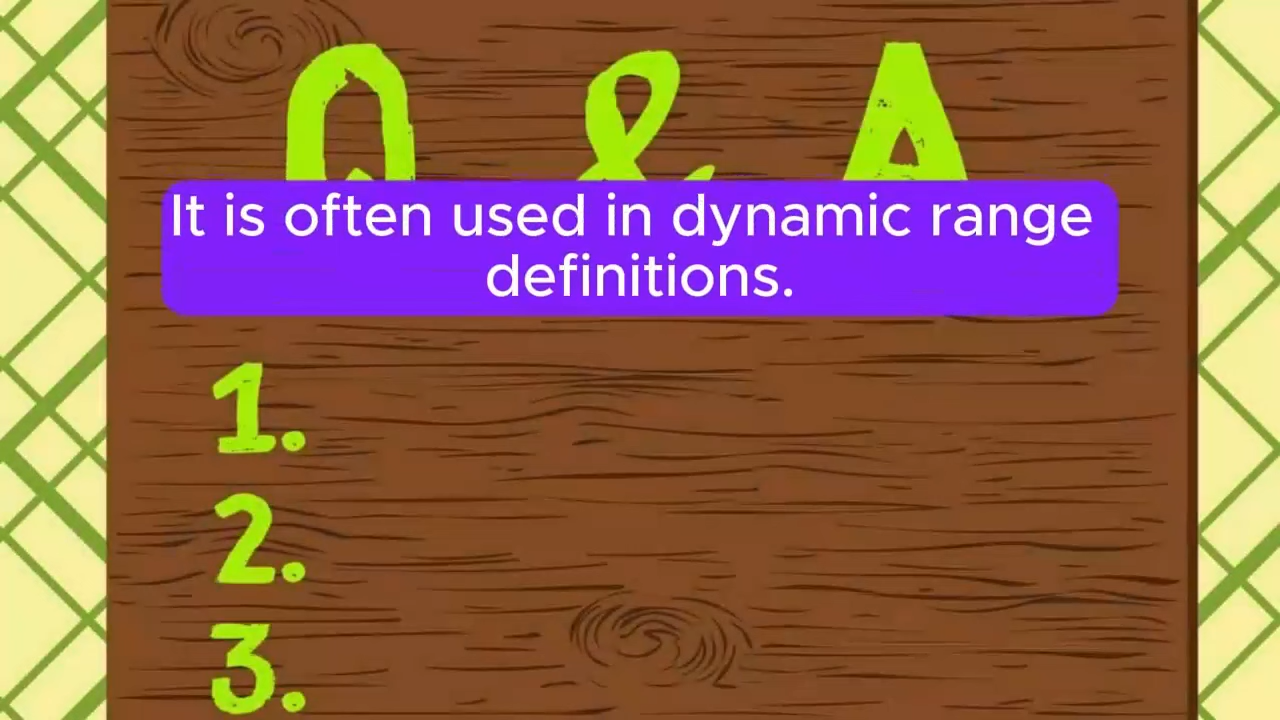 Q & A
It is often used in dynamic range
definitions.
1.
2.
3.